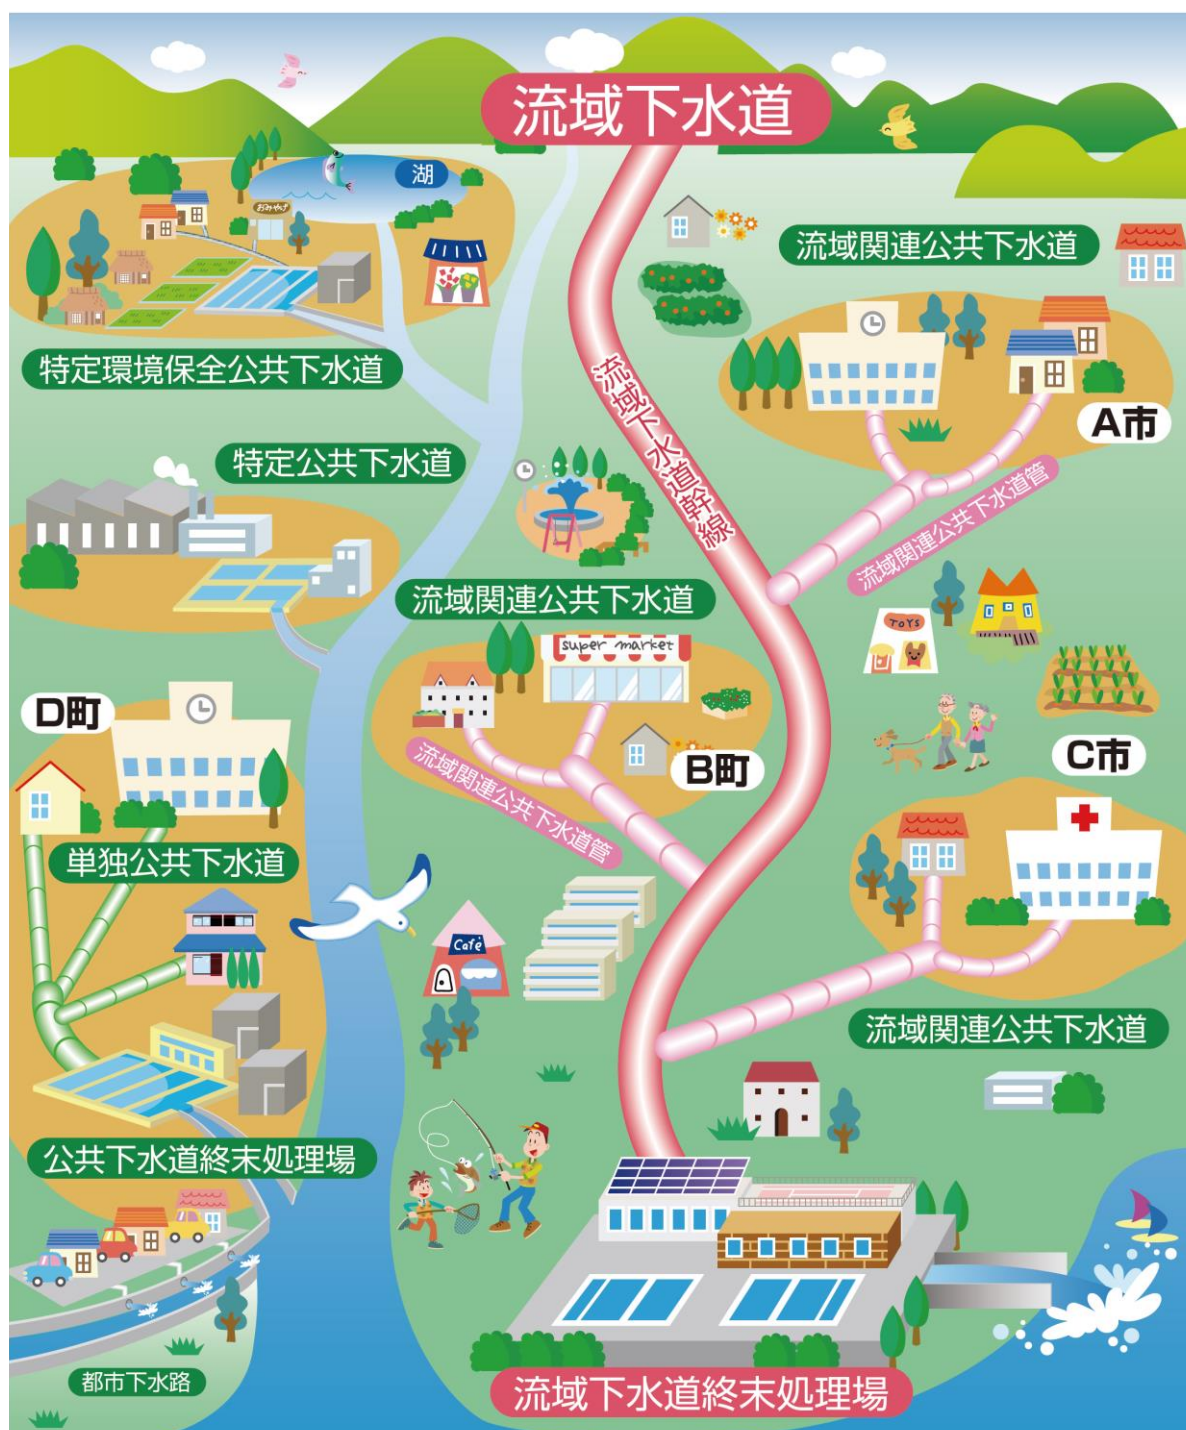 流域下水道
湖
おみやげ
流域関連公共下水道
特定環境保全公共下水道
流域下水道幹線
A市
特定公共下水道
流域関連公共下水道管
流域関連公共下水道
TOYS
super market
D町
B町
C市
流域関連公共下水道管
単独公共下水道
Café
流域関連公共下水道
公共下水道終末処理場
都市下水路
流域下水道終末処理場